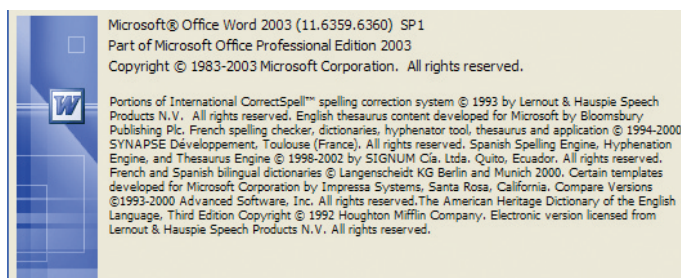 Microsoft® Office Word 2003 (11.6359.6360) SP1
Part of Microsoft Office Professional Edition 2003
Copyright © 1983-2003 Microsoft Corporation. All rights reserved.
W
Portions of International CorrectSpell™ spelling correction system © 1993 by Lernout & Hauspie Speech
Products N.V. All rights reserved. English thesaurus content developed for Microsoft by Bloomsbury
Publishing Plc. French spelling checker, dictionaries, hyphenator tool, thesaurus and application © 1994-2000
SYNAPSE Développement, Toulouse (France). All rights reserved. Spanish Spelling Engine, Hyphenation
Engine, and Thesaurus Engine © 1998-2002 by SIGNUM Cía. Ltda. Quito, Ecuador. All rights reserved.
French and Spanish bilingual dictionaries © Langenscheidt KG Berlin and Munich 2000. Certain templates
developed for Microsoft Corporation by Impressa Systems, Santa Rosa, California. Compare Versions
©1993-2000 Advanced Software, Inc. All rights reserved.The American Heritage Dictionary of the English
Language, Third Edition Copyright © 1992 Houghton Mifflin Company. Electronic version licensed from
Lernout & Hauspie Speech Products N.V. All rights reserved.